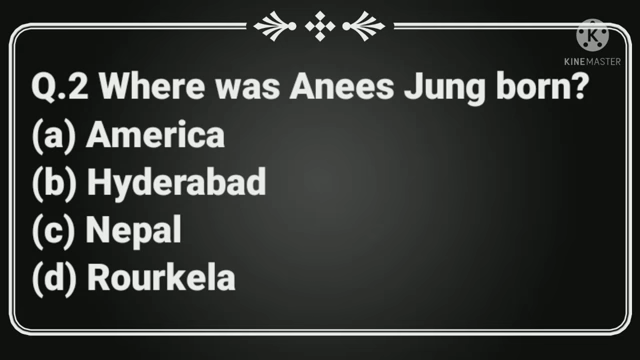 KINEMASTER
Q.2 Where was Anees Jung born?
(a) America
(b) Hyderabad
(c) Nepal
(d) Rourkela